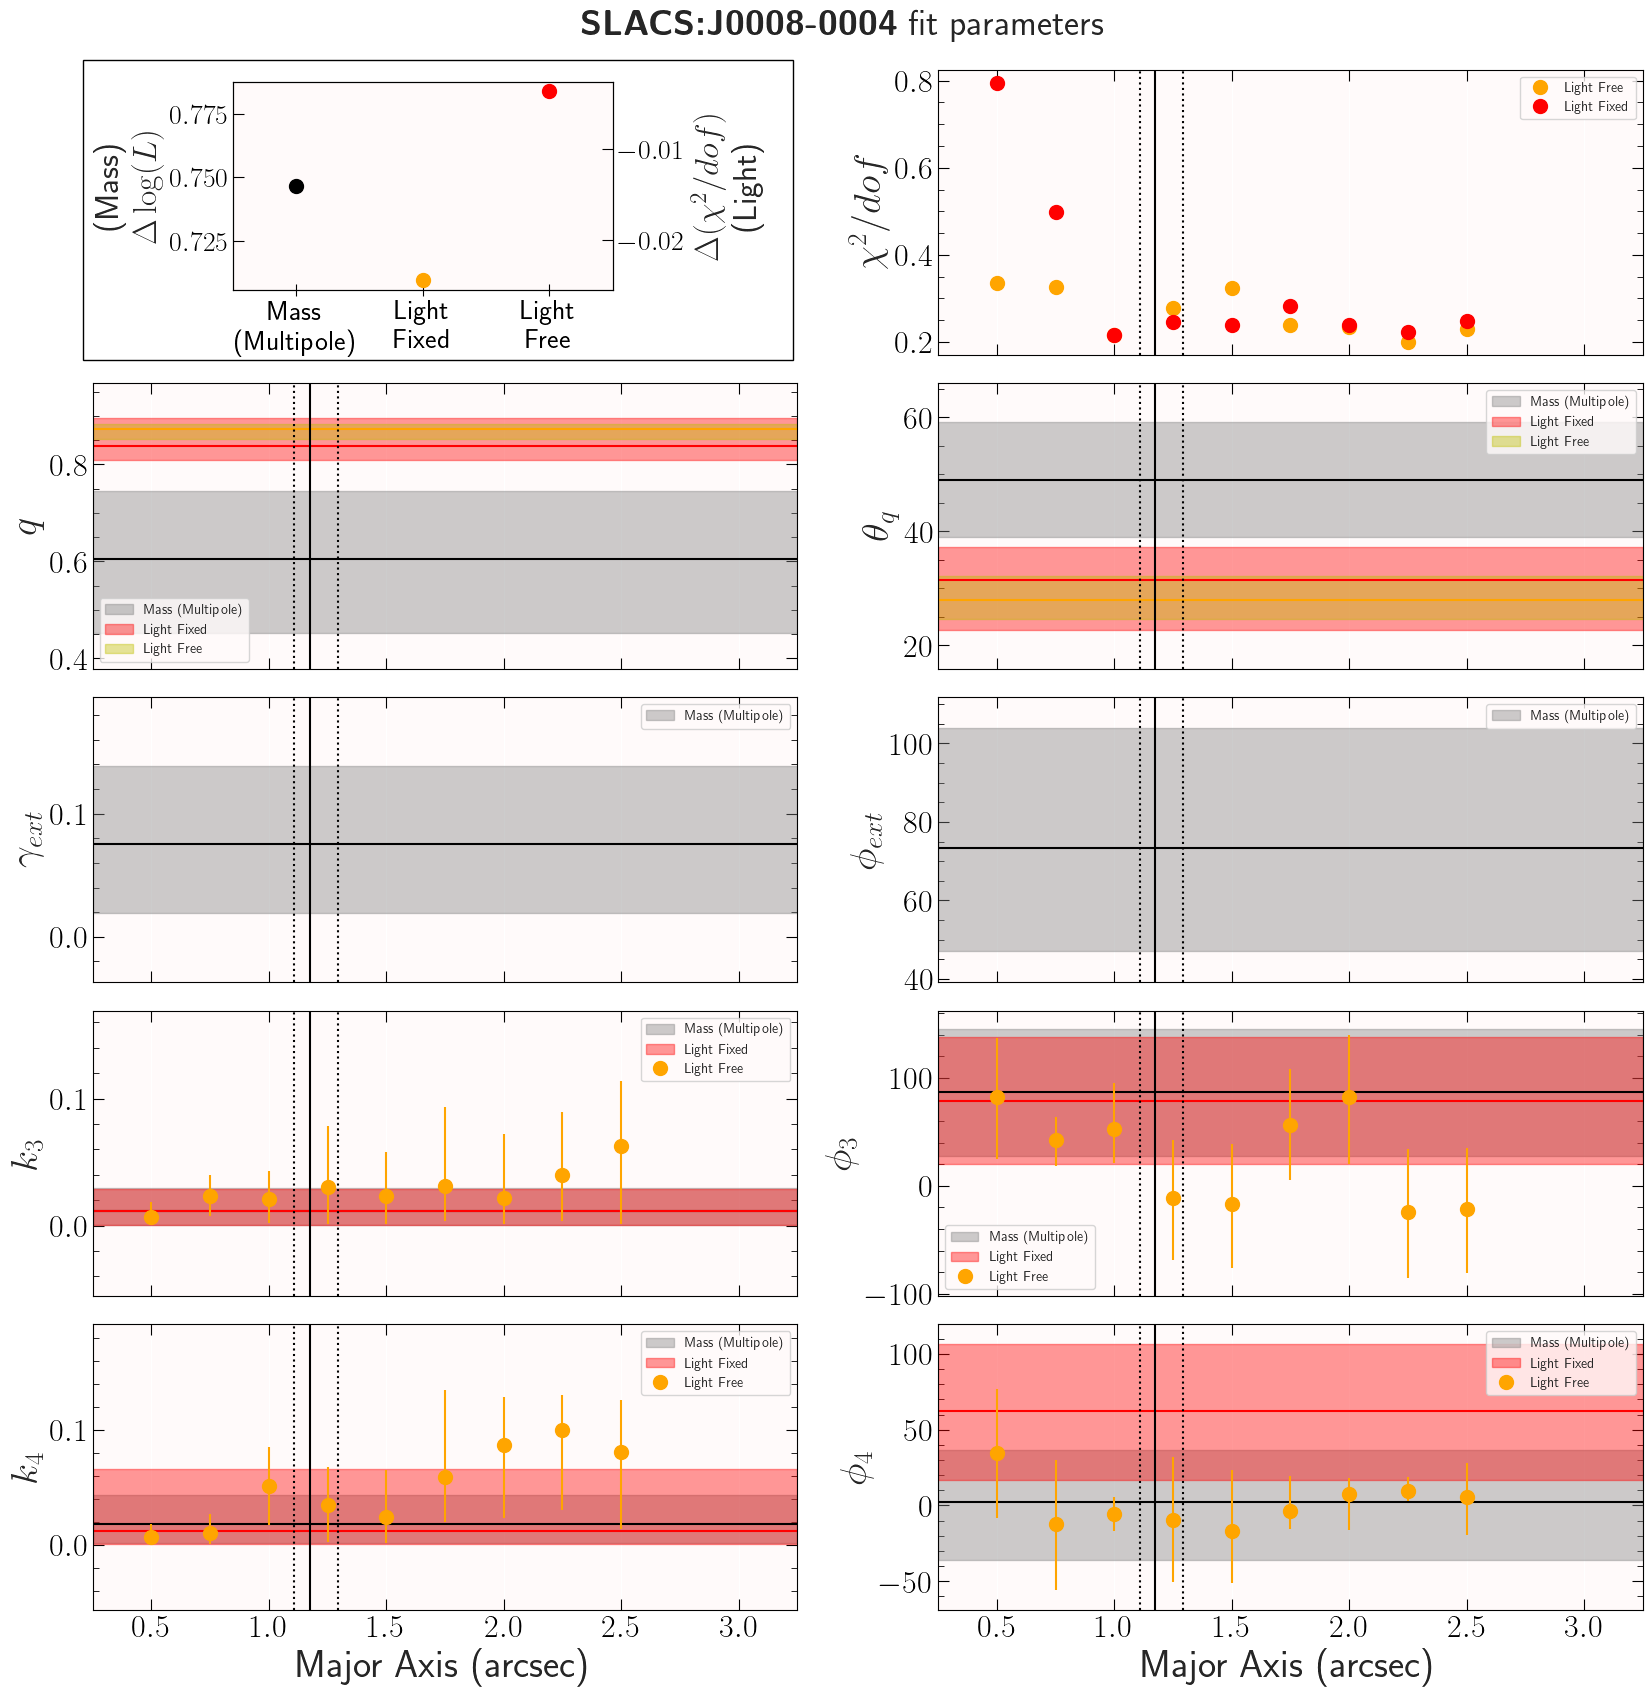 SLACS:J0008-0004 fit parameters
(Mass)
Δ log(L)
0.775
0.750
0.725
−0.01
−0.02
Δ(χ²/dof)
(Light)
Mass
(Multipole)
Light
Fixed
Light
Free
χ²/dof
0.8
0.6
0.4
0.2
Light Free
Light Fixed
q
0.8
0.6
0.4
Mass (Multipole)
Light Fixed
Light Free
θ_q
60
40
20
Mass (Multipole)
Light Fixed
Light Free
γ_ext
0.1
0.0
Mass (Multipole)
ϕ_ext
100
80
60
40
Mass (Multipole)
k₃
0.1
0.0
Mass (Multipole)
Light Fixed
Light Free
ϕ₃
100
0
−100
Mass (Multipole)
Light Fixed
Light Free
k₄
0.1
0.0
Mass (Multipole)
Light Fixed
Light Free
0.5 1.0 1.5 2.0 2.5 3.0
Major Axis (arcsec)
ϕ₄
100
50
0
−50
Mass (Multipole)
Light Fixed
Light Free
0.5 1.0 1.5 2.0 2.5 3.0
Major Axis (arcsec)